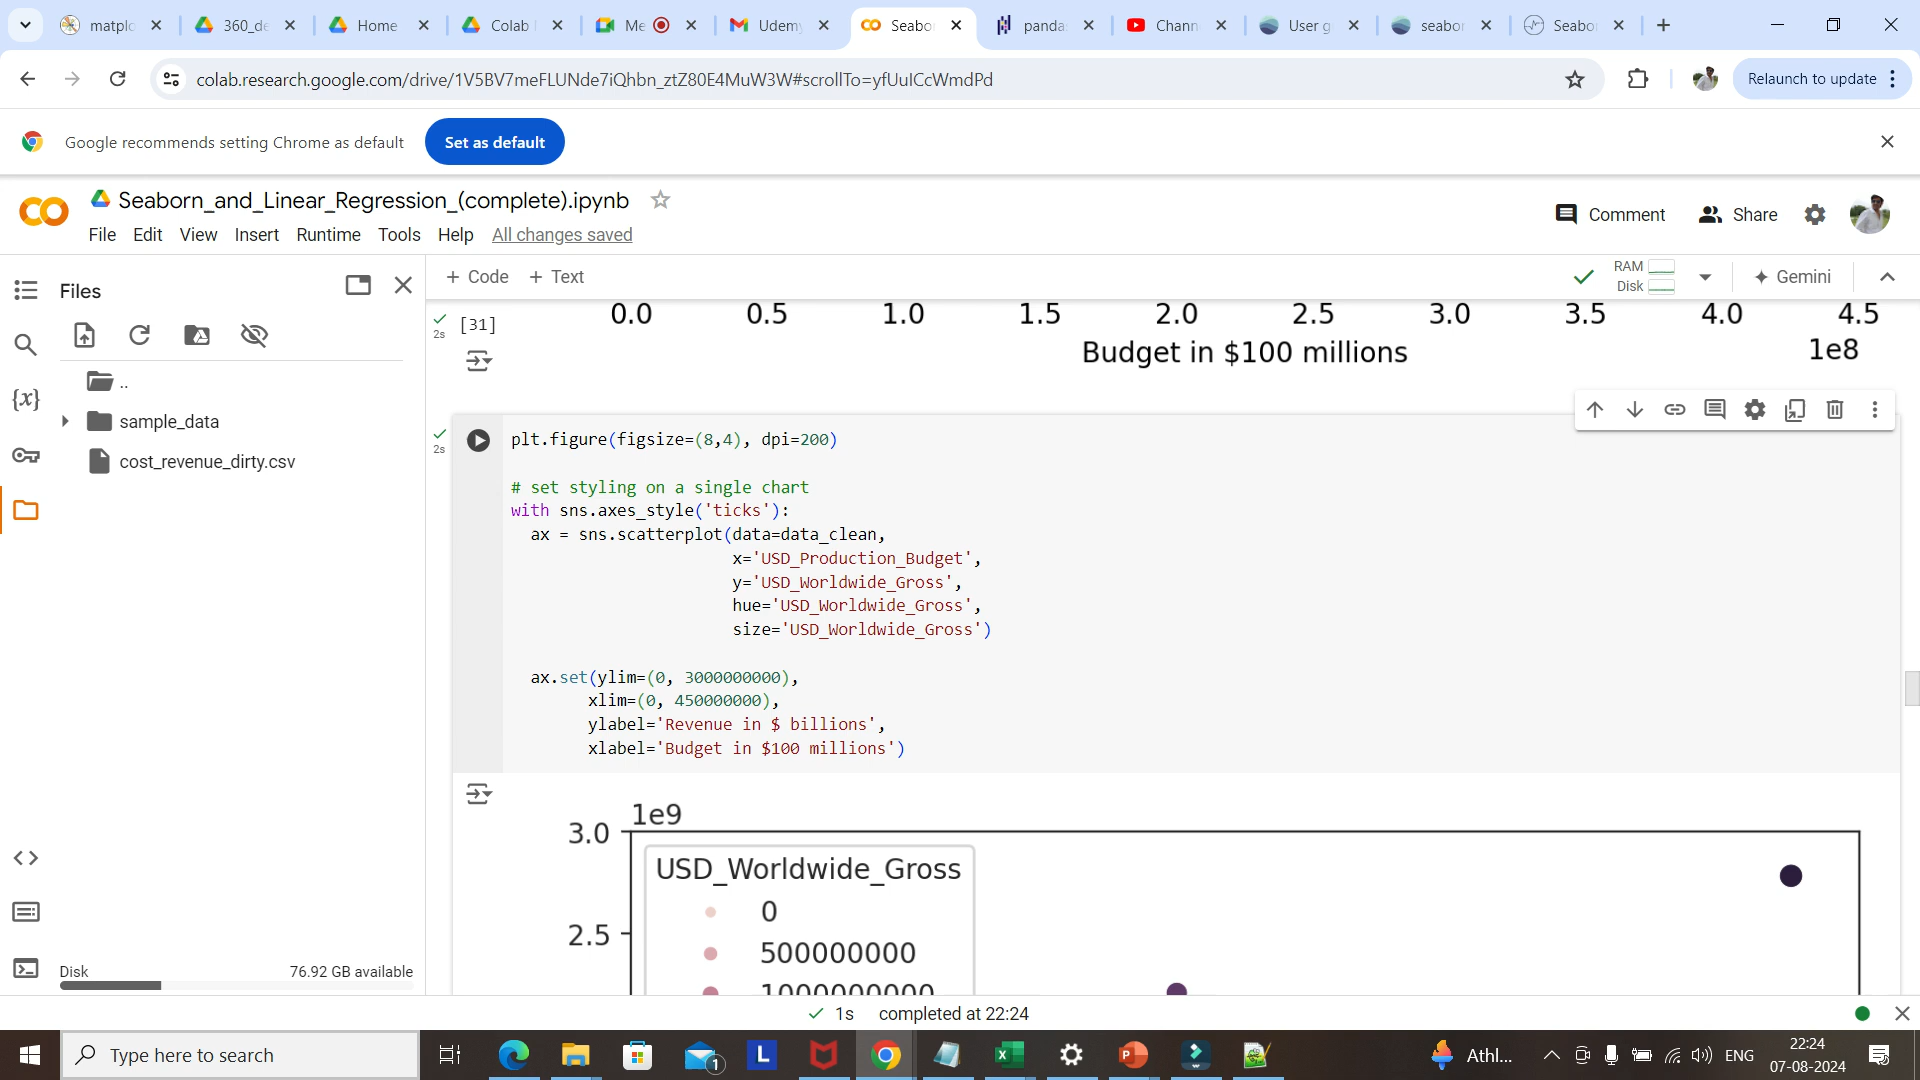 matplo
360_de
Home
Colab
Me
Udemy
Seabor
panda
Chann
User g
seabor
Seabo
colab.research.google.com/drive/1V5BV7meFLUNde7iQhbn_ztZ80E4MuW3W#scrollTo=yfUuICcWmdPd
Relaunch to update
Google recommends setting Chrome as default
Set as default
Seaborn_and_Linear_Regression_(complete).ipynb
Comment
Share
File Edit View Insert Runtime Tools Help All changes saved
Files
+ Code + Text
RAM
Disk
Gemini
..
sample_data
cost_revenue_dirty.csv
Disk
76.92 GB available
2s
[31]
0.0 0.5 1.0 1.5 2.0 2.5 3.0 3.5 4.0 4.5
Budget in $100 millions
1e8
2s
plt.figure(figsize=(8,4), dpi=200)
# set styling on a single chart
with sns.axes_style('ticks'):
ax = sns.scatterplot(data=data_clean,
x='USD_Production_Budget',
y='USD_Worldwide_Gross',
hue='USD_Worldwide_Gross',
size='USD_Worldwide_Gross')
ax.set(ylim=(0, 3000000000),
xlim=(0, 450000000),
ylabel='Revenue in $ billions',
xlabel='Budget in $100 millions')
1e9
3.0
USD_Worldwide_Gross
0
2.5
500000000
1000000000
1s completed at 22:24
Type here to search
1
Athl...
ENG
22:24
07-08-2024